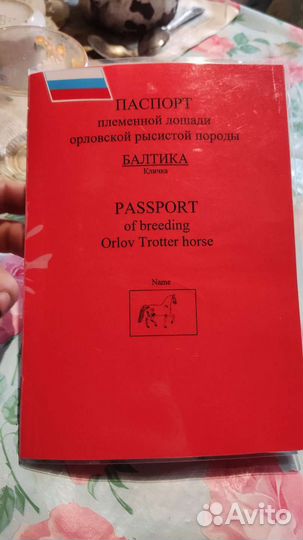 ПАСПОРТ
племенной лошади
орловской рысистой породы
БАЛТИКА
Кличка
PASSPORT
of breeding
Orlov Trotter horse
Name
Avito